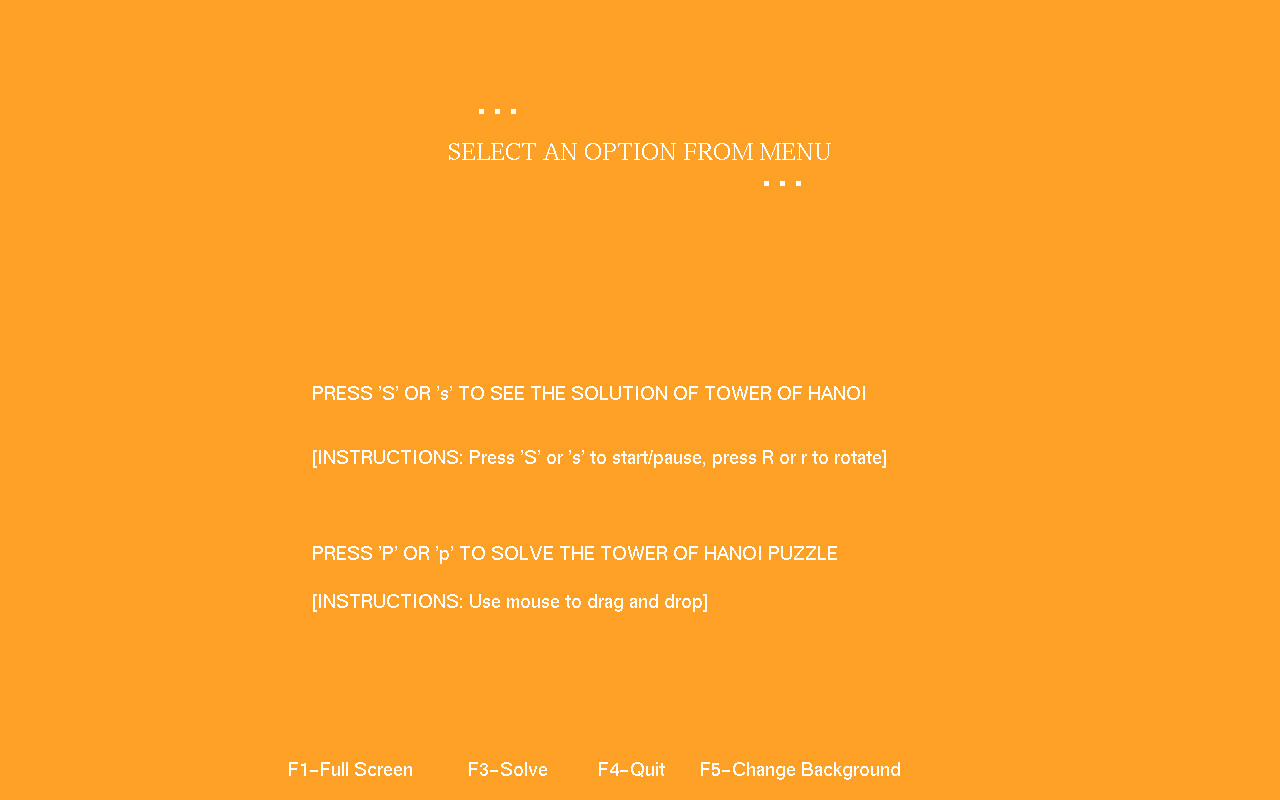 ...
SELECT AN OPTION FROM MENU
...
PRESS 'S' OR 's' TO SEE THE SOLUTION OF TOWER OF HANOI
[INSTRUCTIONS: Press 'S' or 's' to start/pause, press R or r to rotate]
PRESS 'P' OR 'p' TO SOLVE THE TOWER OF HANOI PUZZLE
[INSTRUCTIONS: Use mouse to drag and drop]
F1-Full Screen F3-Solve F4-Quit F5-Change Background